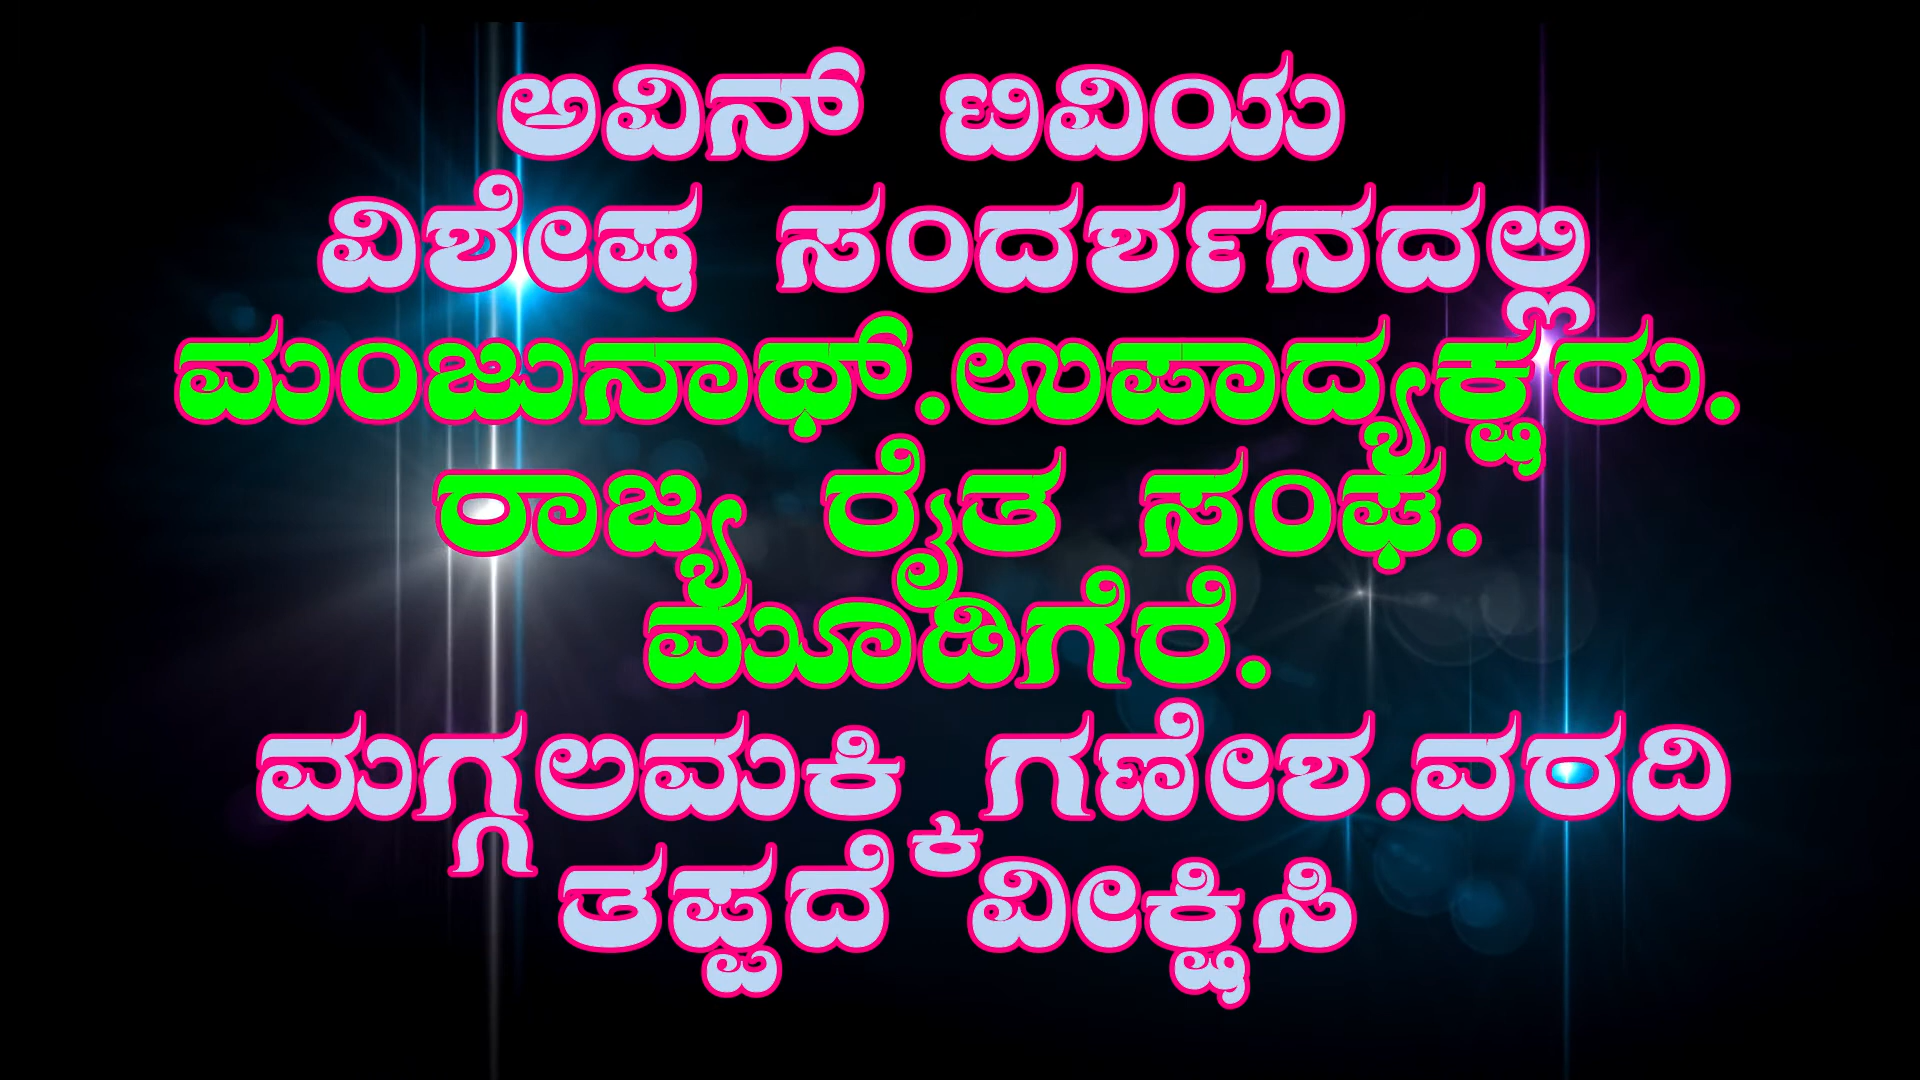 ಅವಿನ್ ಟಿವಿಯ
ವಿಶೇಷ ಸಂದರ್ಶನದಲ್ಲಿ
ಮಂಜುನಾಥ್.ಉಪಾಧ್ಯಕ್ಷರು.
ರಾಜ್ಯ ರೈತ ಸಂಘ.
ಮೂಡಿಗೆರೆ.
ಮಗ್ಗಲಮಕ್ಕಿ ಗಣೇಶ.ವರದಿ
ತಪ್ಪದೆ ವೀಕ್ಷಿಸಿ